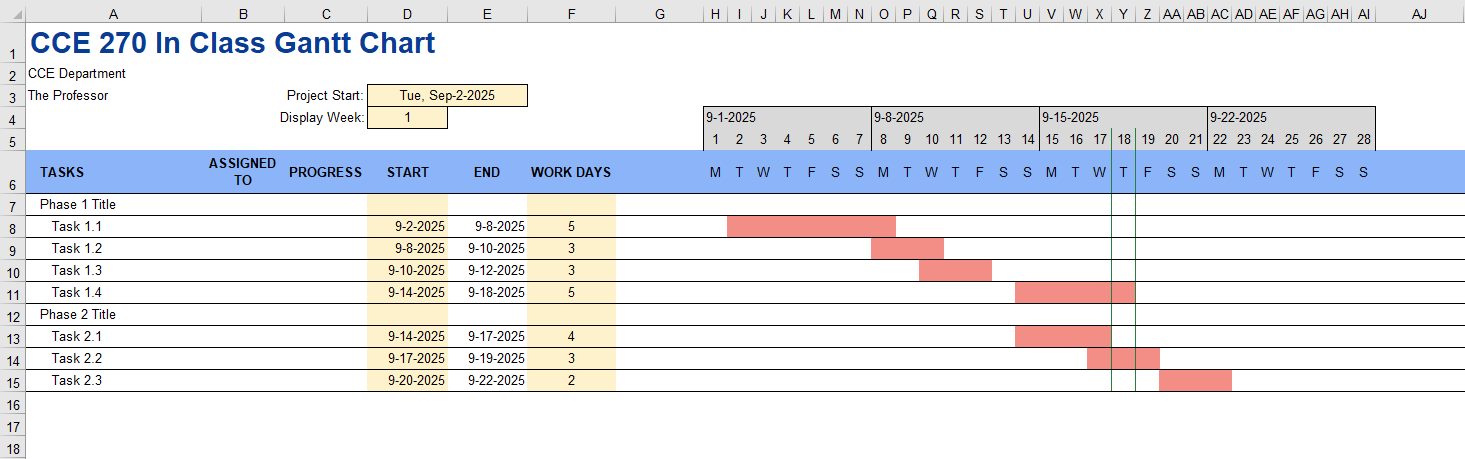 A B C D E F G H I J K L M N O P Q R S T U V W X Y Z AA AB AC AD AE AF AG AH AI AJ
1 CCE 270 In Class Gantt Chart
2 CCE Department
3 The Professor Project Start: Tue, Sep-2-2025
4 Display Week: 1 9-1-2025 9-8-2025 9-15-2025 9-22-2025
5 1 2 3 4 5 6 7 8 9 10 11 12 13 14 15 16 17 18 19 20 21 22 23 24 25 26 27 28
6 TASKS ASSIGNED TO PROGRESS START END WORK DAYS M T W T F S S M T W T F S S M T W T F S S M T W T F S S
7 Phase 1 Title
8 Task 1.1 9-2-2025 9-8-2025 5
9 Task 1.2 9-8-2025 9-10-2025 3
10 Task 1.3 9-10-2025 9-12-2025 3
11 Task 1.4 9-14-2025 9-18-2025 5
12 Phase 2 Title
13 Task 2.1 9-14-2025 9-17-2025 4
14 Task 2.2 9-17-2025 9-19-2025 3
15 Task 2.3 9-20-2025 9-22-2025 2
16
17
18